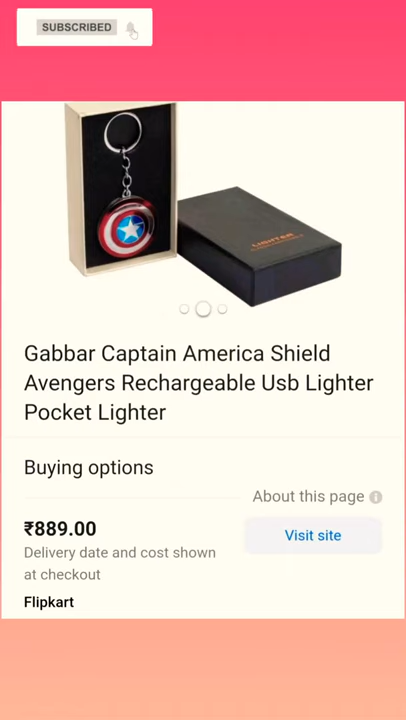 SUBSCRIBED
LIGHTER
Gabbar Captain America Shield
Avengers Rechargeable Usb Lighter
Pocket Lighter
Buying options
About this page
₹889.00
Delivery date and cost shown
at checkout
Visit site
Flipkart